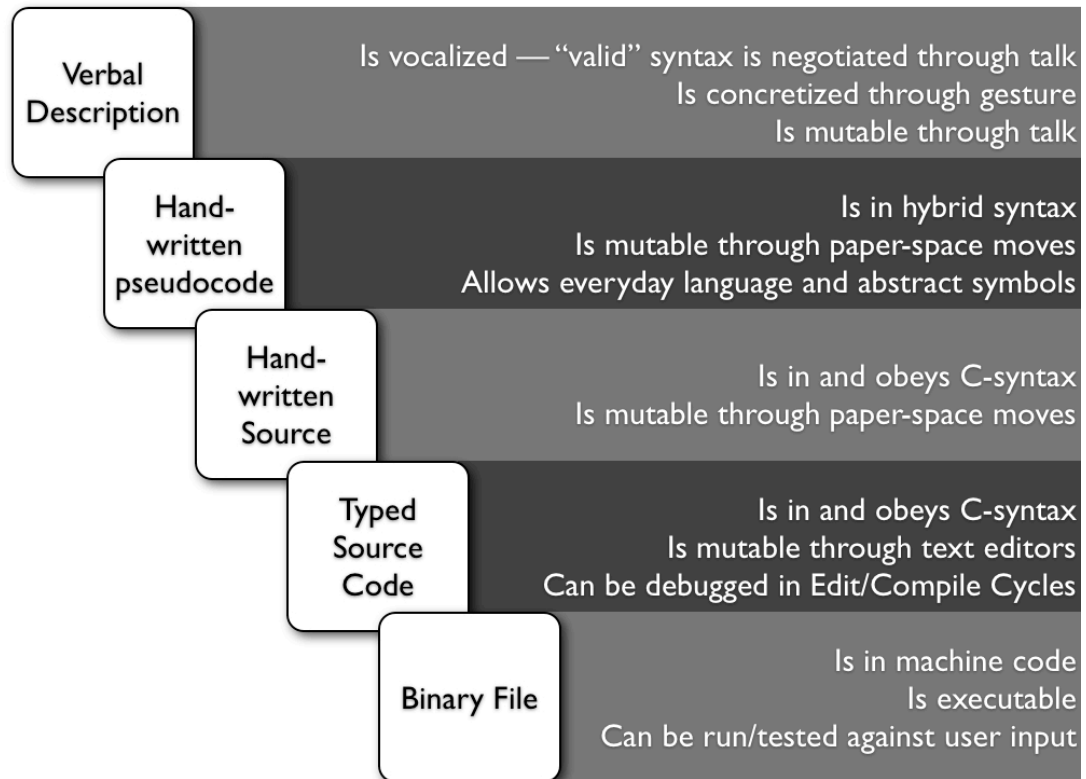 Verbal
Description
Is vocalized — “valid” syntax is negotiated through talk
Is concretized through gesture
Is mutable through talk
Hand-
written
pseudocode
Is in hybrid syntax
Is mutable through paper-space moves
Allows everyday language and abstract symbols
Hand-
written
Source
Is in and obeys C-syntax
Is mutable through paper-space moves
Typed
Source
Code
Is in and obeys C-syntax
Is mutable through text editors
Can be debugged in Edit/Compile Cycles
Binary File
Is in machine code
Is executable
Can be run/tested against user input